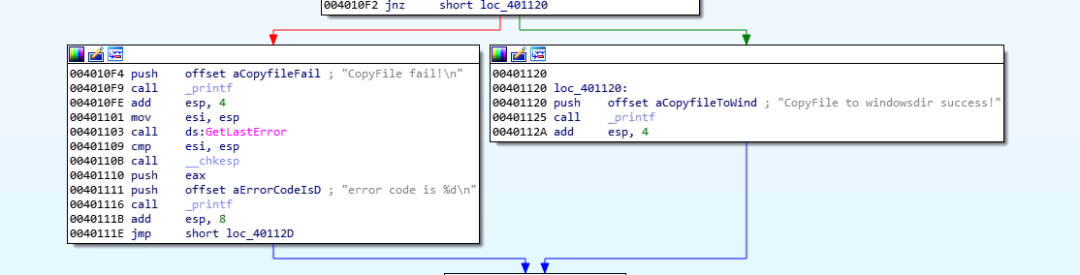 004010F2 jnz     short loc_401120
004010F4 push    offset aCopyfileFail ; "CopyFile fail!\n"
004010F9 call    _printf
004010FE add     esp, 4
00401101 mov     esi, esp
00401103 call    ds:GetLastError
00401109 cmp     esi, esp
0040110B call    __chkesp
00401110 push    eax
00401111 push    offset aErrorCodeIsD ; "error code is %d\n"
00401116 call    _printf
0040111B add     esp, 8
0040111E jmp     short loc_40112D
00401120
00401120 loc_401120:
00401120 push    offset aCopyfileToWind ; "CopyFile to windowsdir success!"
00401125 call    _printf
0040112A add     esp, 4